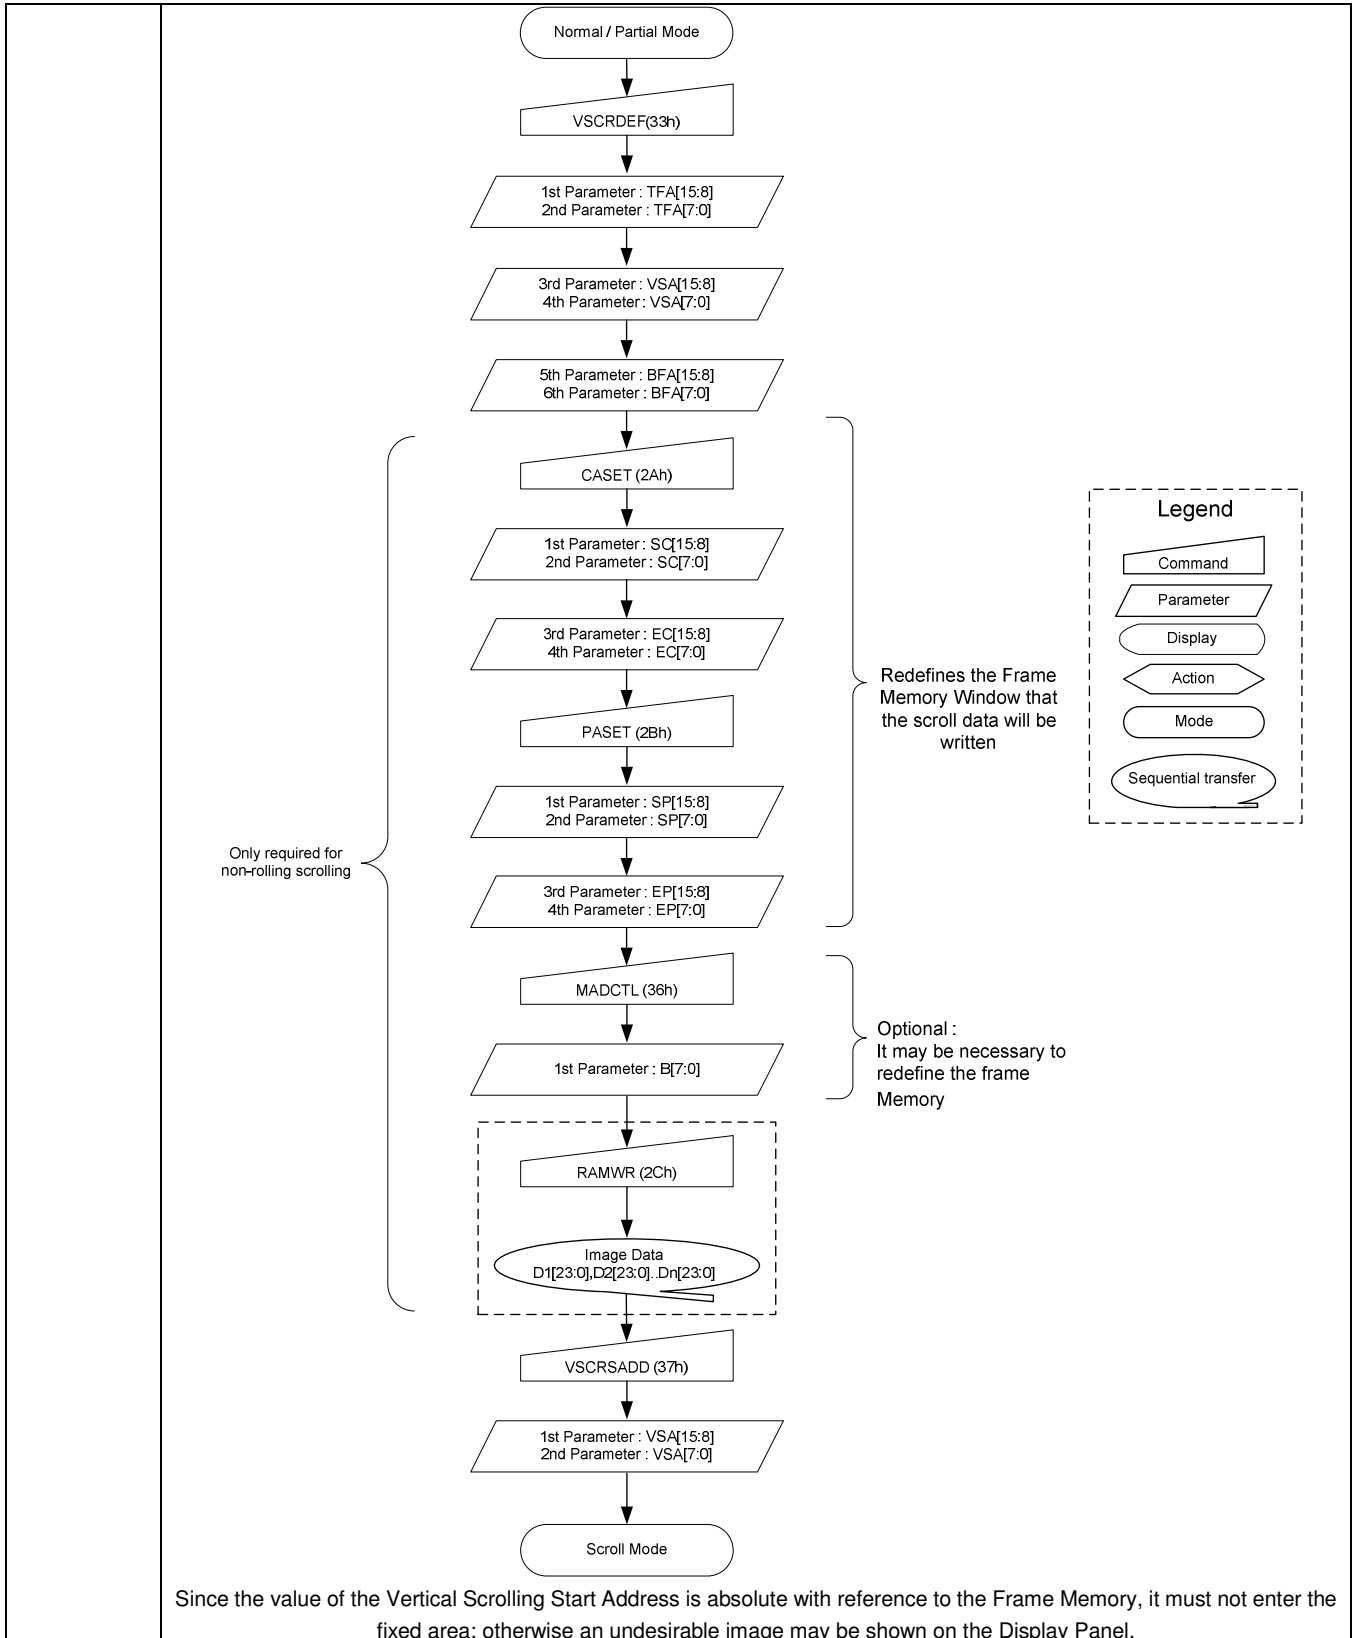 Normal / Partial Mode
VSCRDEF(33h)
1st Parameter : TFA[15:8]
2nd Parameter : TFA[7:0]
3rd Parameter : VSA[15:8]
4th Parameter : VSA[7:0]
5th Parameter : BFA[15:8]
6th Parameter : BFA[7:0]
CASET (2Ah)
1st Parameter : SC[15:8]
2nd Parameter : SC[7:0]
3rd Parameter : EC[15:8]
4th Parameter : EC[7:0]
PASET (2Bh)
1st Parameter : SP[15:8]
2nd Parameter : SP[7:0]
3rd Parameter : EP[15:8]
4th Parameter : EP[7:0]
Only required for
non-rolling scrolling
Redefines the Frame
Memory Window that
the scroll data will be
written
Legend
Command
Parameter
Display
Action
Mode
Sequential transfer
MADCTL (36h)
1st Parameter : B[7:0]
Optional :
It may be necessary to
redefine the frame
Memory
RAMWR (2Ch)
Image Data
D1[23:0],D2[23:0]..Dn[23:0]
VSCRSADD (37h)
1st Parameter : VSA[15:8]
2nd Parameter : VSA[7:0]
Scroll Mode
Since the value of the Vertical Scrolling Start Address is absolute with reference to the Frame Memory, it must not enter the
fixed area; otherwise an undesirable image may be shown on the Display Panel.